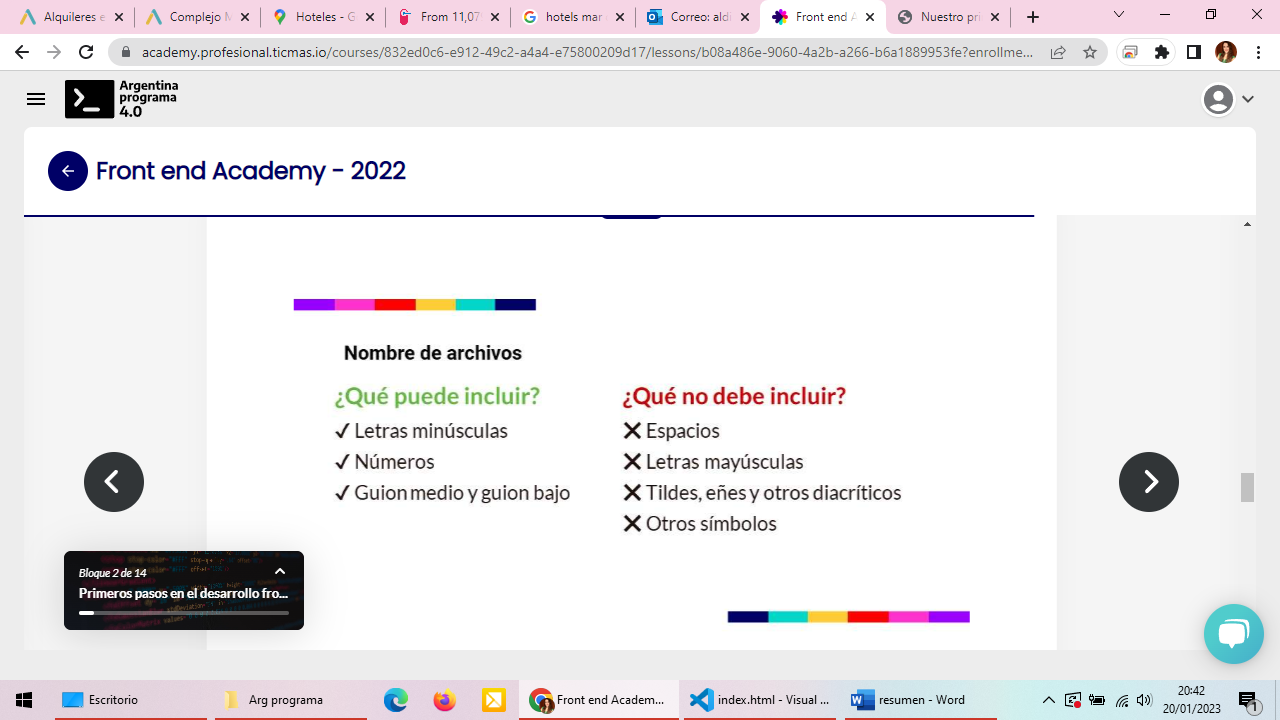 Alquileres e
Complejo M
Hoteles - G
From 11,07
hotels mar
Correo: aldi
Front end A
Nuestro pri
academy.profesional.ticmas.io/courses/832ed0c6-e912-49c2-a4a4-e75800209d17/lessons/b08a486e-9060-4a2b-a266-b6a1889953fe?enrollme...
Argentina
programa
4.0
Front end Academy - 2022
Nombre de archivos
¿Qué puede incluir?
✓ Letras minúsculas
✓ Números
✓ Guion medio y guion bajo
¿Qué no debe incluir?
✕ Espacios
✕ Letras mayúsculas
✕ Tildes, eñes y otros diacríticos
✕ Otros símbolos
Bloque 2 de 14
Primeros pasos en el desarrollo fro...
Escritorio
Arg programa
Front end Academ...
index.html - Visual ...
resumen - Word
20:42
20/01/2023
1